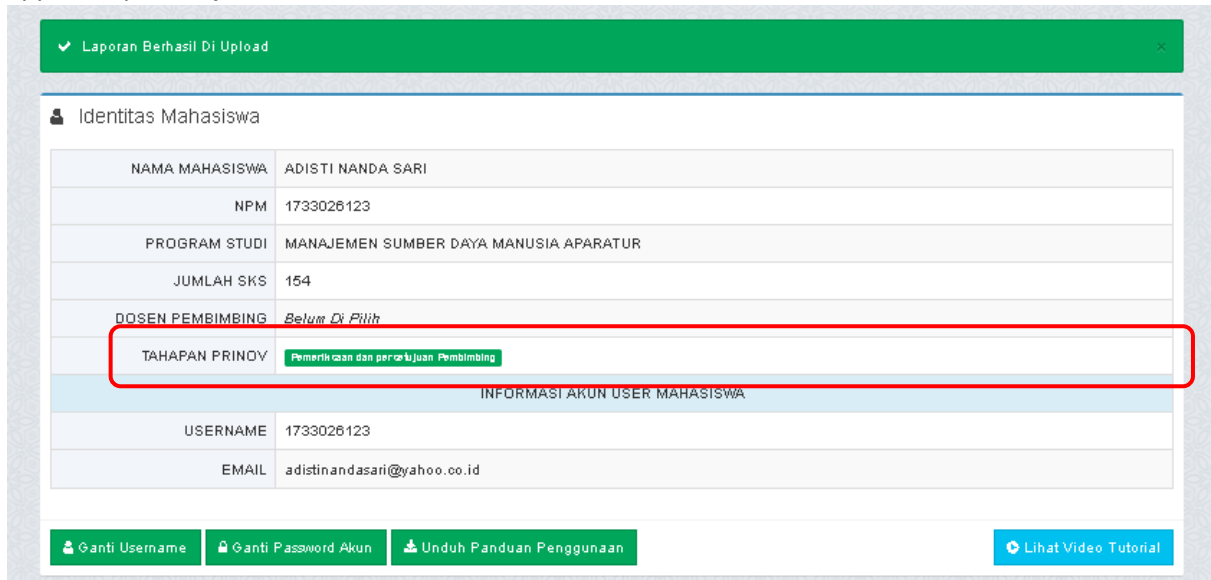 Laporan Berhasil Di Upload ×
Identitas Mahasiswa
NAMA MAHASISWA ADISTI NANDA SARI
NPM 1733026123
PROGRAM STUDI MANAJEMEN SUMBER DAYA MANUSIA APARATUR
JUMLAH SKS 154
DOSEN PEMBIMBING Belum Di Pilih
TAHAPAN PRINOV Pemeriksaan dan persetujuan Pembimbing
INFORMASI AKUN USER MAHASISWA
USERNAME 1733026123
EMAIL adistinandasari@yahoo.co.id
Ganti Username Ganti Password Akun Unduh Panduan Penggunaan Lihat Video Tutorial